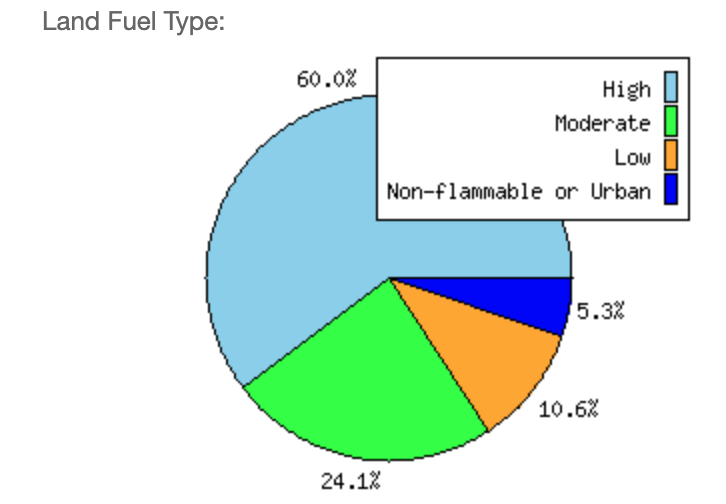 Land Fuel Type:
60.0%
High
Moderate
Low
Non-flammable or Urban
5.3%
10.6%
24.1%